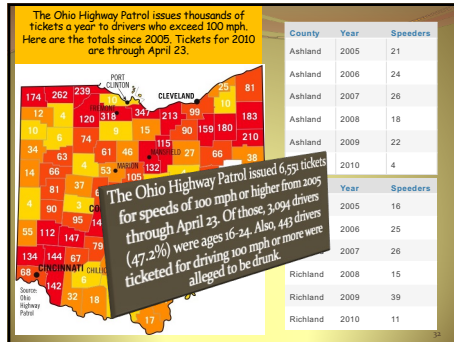 The Ohio Highway Patrol issues thousands of
tickets a year to drivers who exceed 100 mph.
Here are the totals since 2005. Tickets for 2010
are through April 23.
PORT
CLINTON
CLEVELAND
174 262 239
25 81
10
12 4 120 318 347 213 99
183
10 6 9 15 90 159 180
210
74 115
34 63 61 46 MANSFIELD 27 66
38
14 66 4 53 MARION 105 132
81 37
4 90 95
55 112 147 79
134 144 67
68 CINCINNATI
142 6
32 18
17
Source:
Ohio
Highway
Patrol
The Ohio Highway Patrol issued 6,551 tickets
for speeds of 100 mph or higher from 2005
through April 23. Of those, 3,094 drivers
(47.2%) were ages 16-24. Also, 443 drivers
ticketed for driving 100 mph or more were
alleged to be drunk.
County Year Speeders
Ashland 2005 21
Ashland 2006 24
Ashland 2007 26
Ashland 2008 18
Ashland 2009 22
2010 4
Year Speeders
2005 16
2006 25
2007 26
Richland 2008 15
Richland 2009 39
Richland 2010 11
32